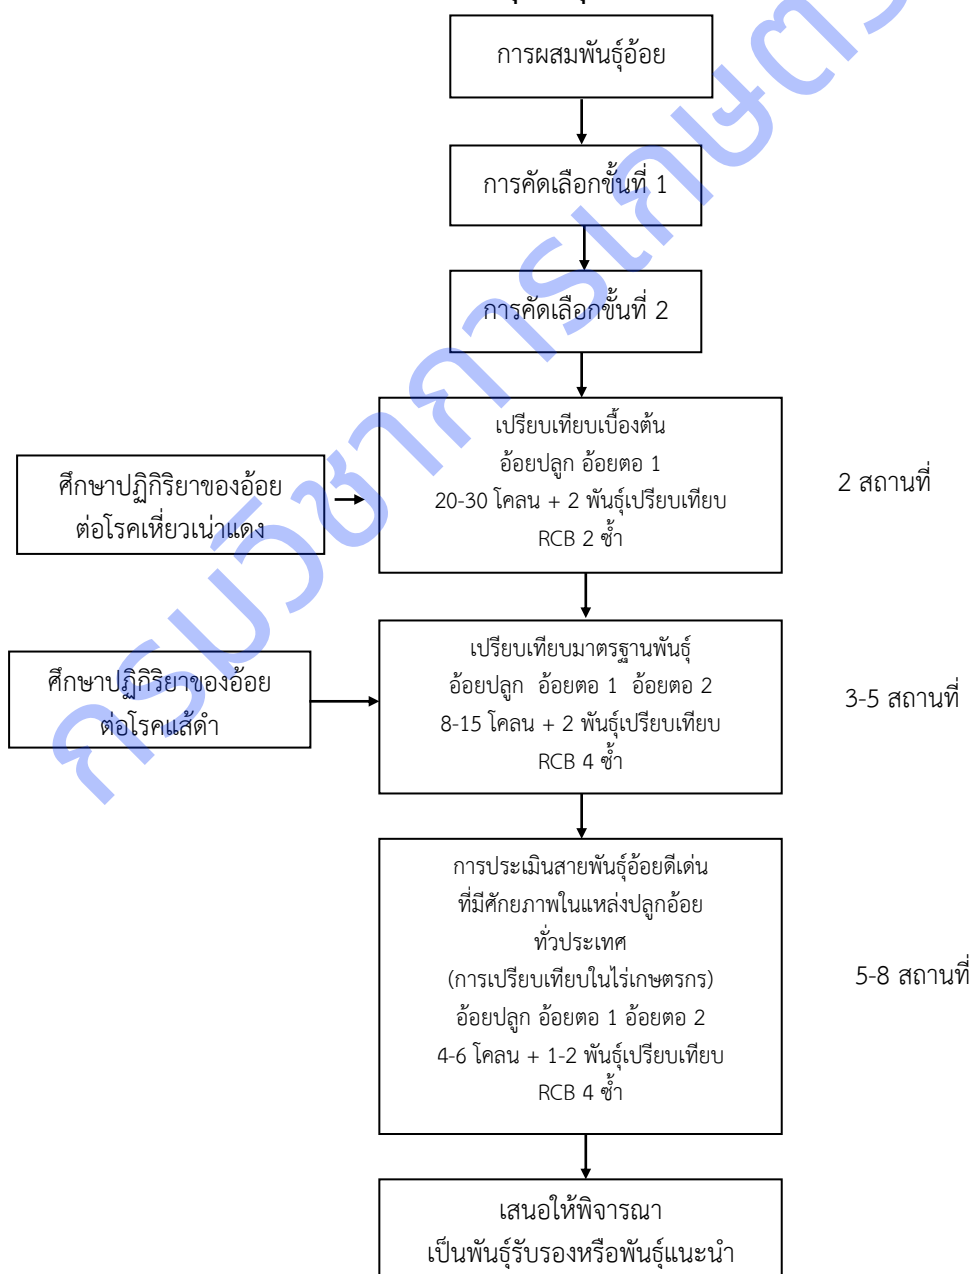 การผสมพันธุ์อ้อย
การคัดเลือกขั้นที่ 1
การคัดเลือกขั้นที่ 2
เปรียบเทียบเบื้องต้น
อ้อยปลูก อ้อยตอ 1
20-30 โคลน + 2 พันธุ์เปรียบเทียบ
RCB 2 ซ้ำ
2 สถานที่
ศึกษาปฏิกิริยาของอ้อย
ต่อโรคเหี่ยวเน่าแดง
เปรียบเทียบมาตรฐานพันธุ์
อ้อยปลูก อ้อยตอ 1 อ้อยตอ 2
8-15 โคลน + 2 พันธุ์เปรียบเทียบ
RCB 4 ซ้ำ
3-5 สถานที่
ศึกษาปฏิกิริยาของอ้อย
ต่อโรคแส้ดำ
การประเมินสายพันธุ์อ้อยดีเด่น
ที่มีศักยภาพในแหล่งปลูกอ้อย
ทั่วประเทศ
(การเปรียบเทียบในไร่เกษตรกร)
อ้อยปลูก อ้อยตอ 1 อ้อยตอ 2
4-6 โคลน + 1-2 พันธุ์เปรียบเทียบ
RCB 4 ซ้ำ
5-8 สถานที่
เสนอให้พิจารณา
เป็นพันธุ์รับรองหรือพันธุ์แนะนำ
กรมวิชาการเกษตร